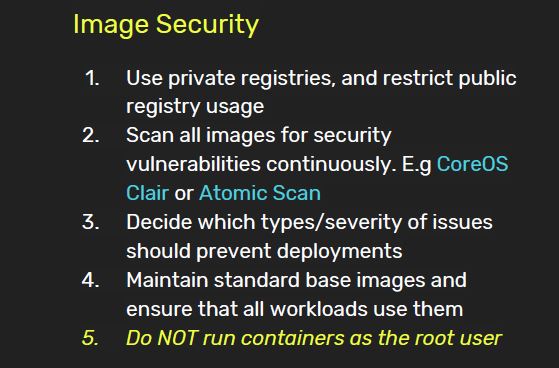 Image Security
1. Use private registries, and restrict public
registry usage
2. Scan all images for security
vulnerabilities continuously. E.g CoreOS
Clair or Atomic Scan
3. Decide which types/severity of issues
should prevent deployments
4. Maintain standard base images and
ensure that all workloads use them
5. Do NOT run containers as the root user